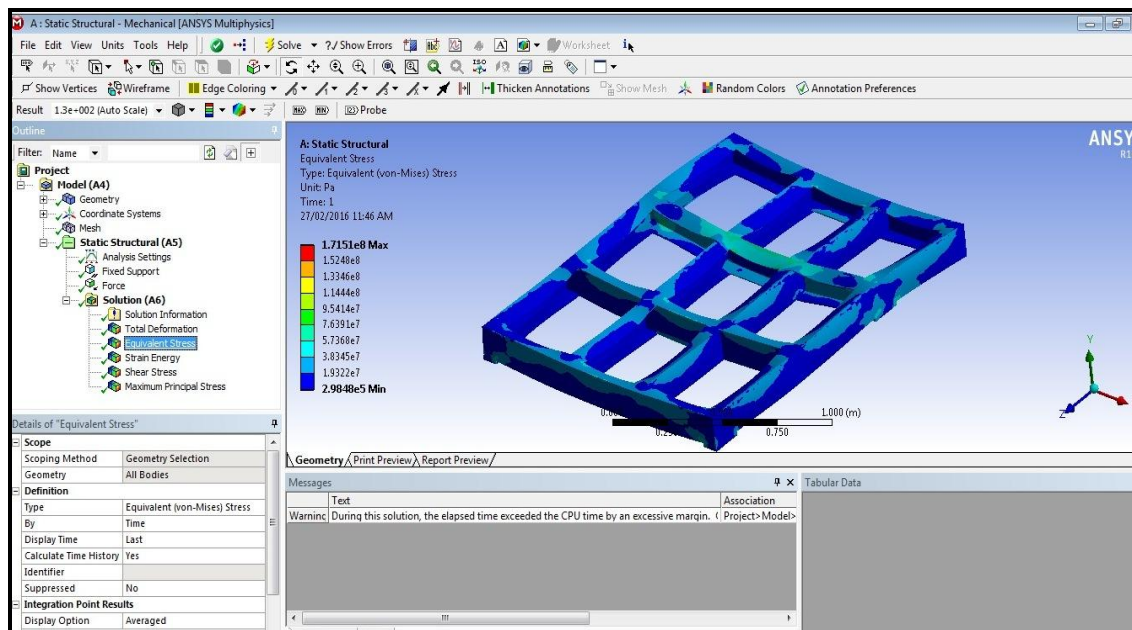 A : Static Structural - Mechanical [ANSYS Multiphysics]
File Edit View Units Tools Help Solve ?/ Show Errors A Worksheet
Show Vertices Wireframe Edge Coloring Thicken Annotations Show Mesh Random Colors Annotation Preferences
Result 1.3e+002 (Auto Scale) MAX MIN Probe
Outline
Filter: Name
Project
Model (A4)
Geometry
Coordinate Systems
Mesh
Static Structural (A5)
Analysis Settings
Fixed Support
Force
Solution (A6)
Solution Information
Total Deformation
Equivalent Stress
Strain Energy
Shear Stress
Maximum Principal Stress
Details of "Equivalent Stress"
Scope
Scoping Method Geometry Selection
Geometry All Bodies
Definition
Type Equivalent (von-Mises) Stress
By Time
Display Time Last
Calculate Time History Yes
Identifier
Suppressed No
Integration Point Results
Display Option Averaged
A: Static Structural
Equivalent Stress
Type: Equivalent (von-Mises) Stress
Unit: Pa
Time: 1
27/02/2016 11:46 AM
1.7151e8 Max
1.5248e8
1.3346e8
1.1444e8
9.5414e7
7.6391e7
5.7368e7
3.8345e7
1.9322e7
2.9848e5 Min
ANSY
R1
1.000 (m)
0.750
Y
Z
Geometry Print Preview Report Preview
Messages
Text Association
Warning During this solution, the elapsed time exceeded the CPU time by an excessive margin. Project>Model>
Tabular Data